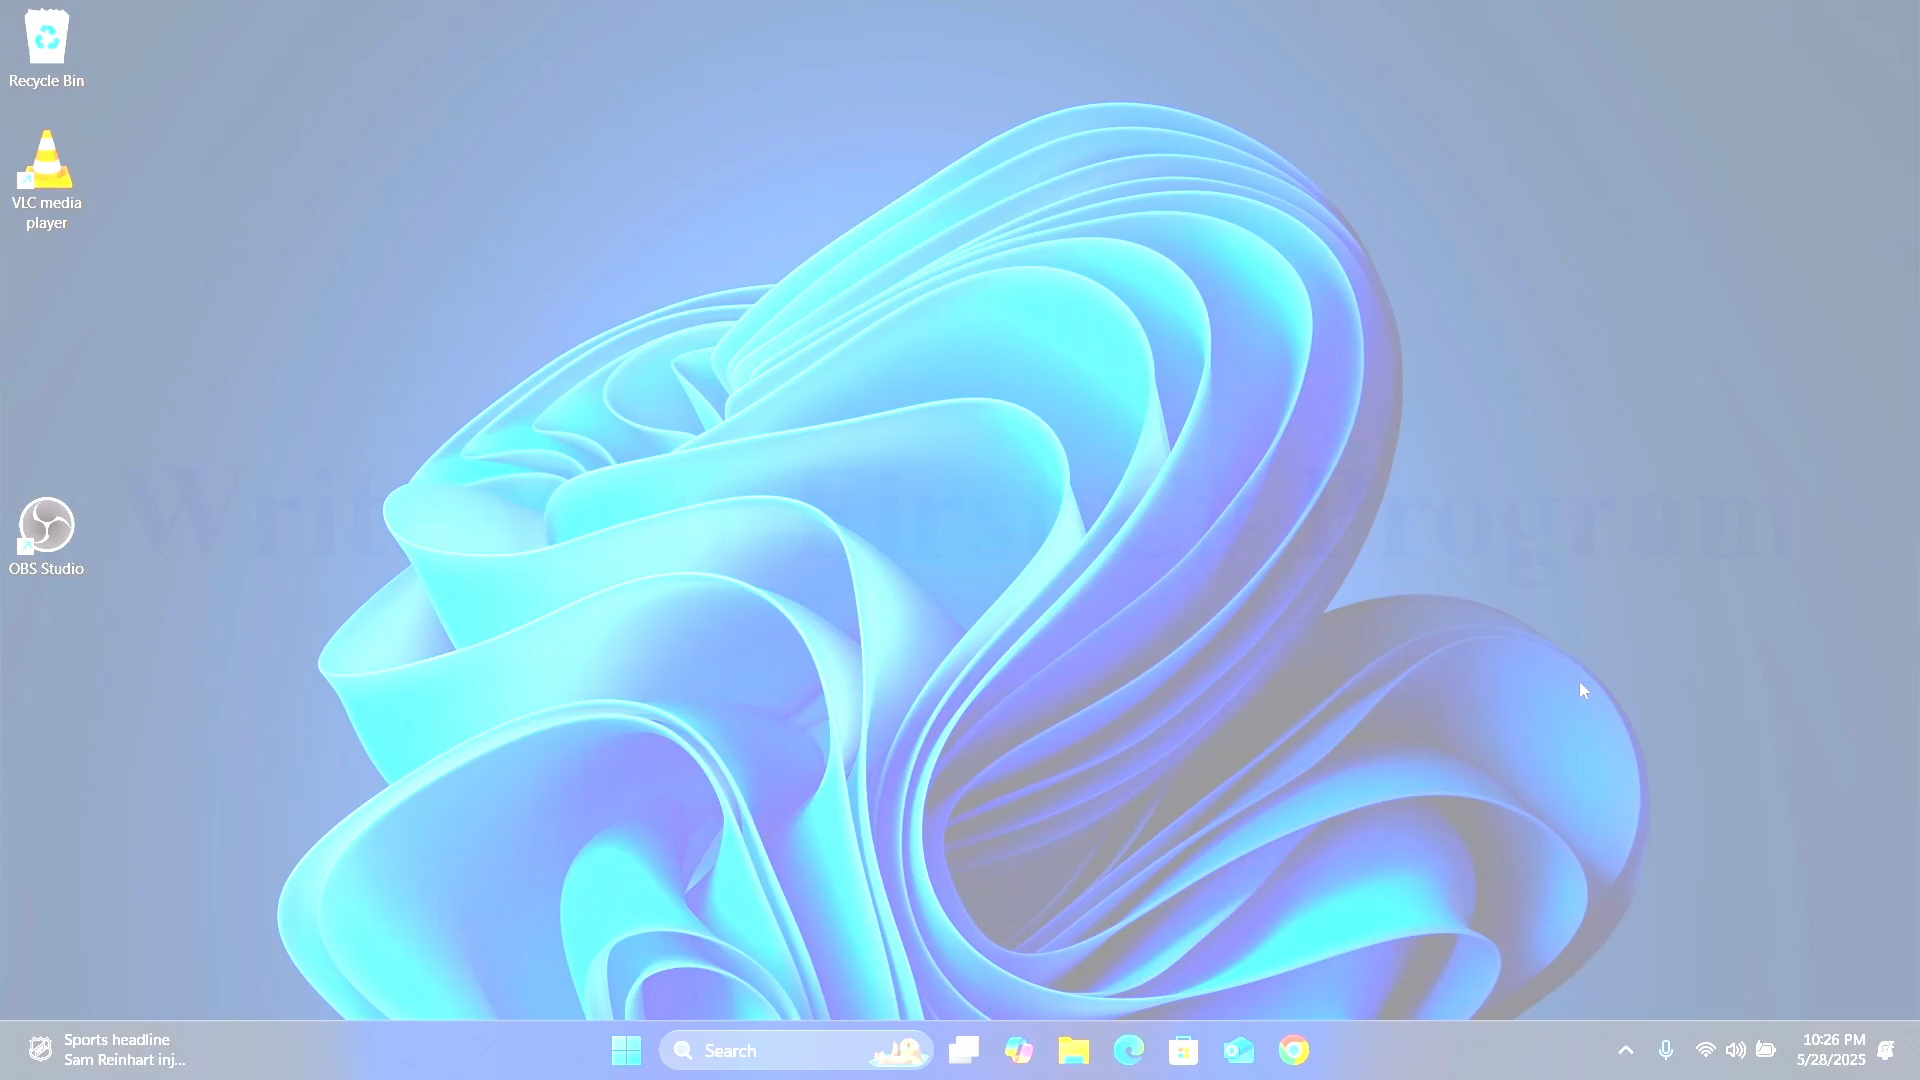 Recycle Bin
VLC media
player
Program
OBS Studio
Sports headline
Sam Reinhart inj...
Search
10:26 PM
5/28/2025